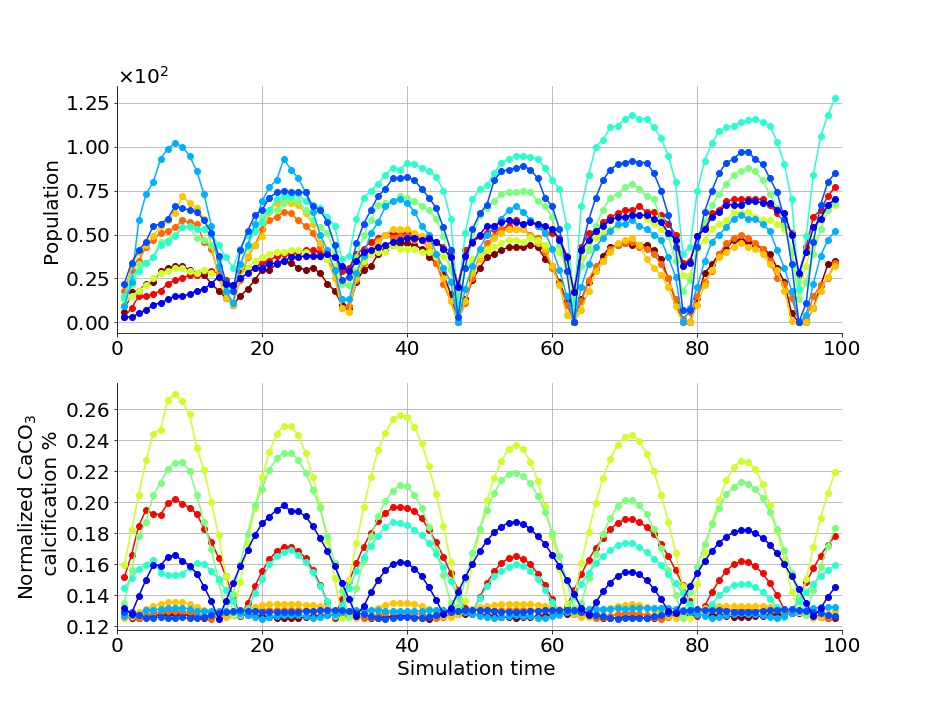 ×10²
1.25
1.00
0.75
0.50
0.25
0.00
Population
0 20 40 60 80 100
0.26
0.24
0.22
0.20
0.18
0.16
0.14
0.12
Normalized CaCO₃
calcification %
0 20 40 60 80 100
Simulation time